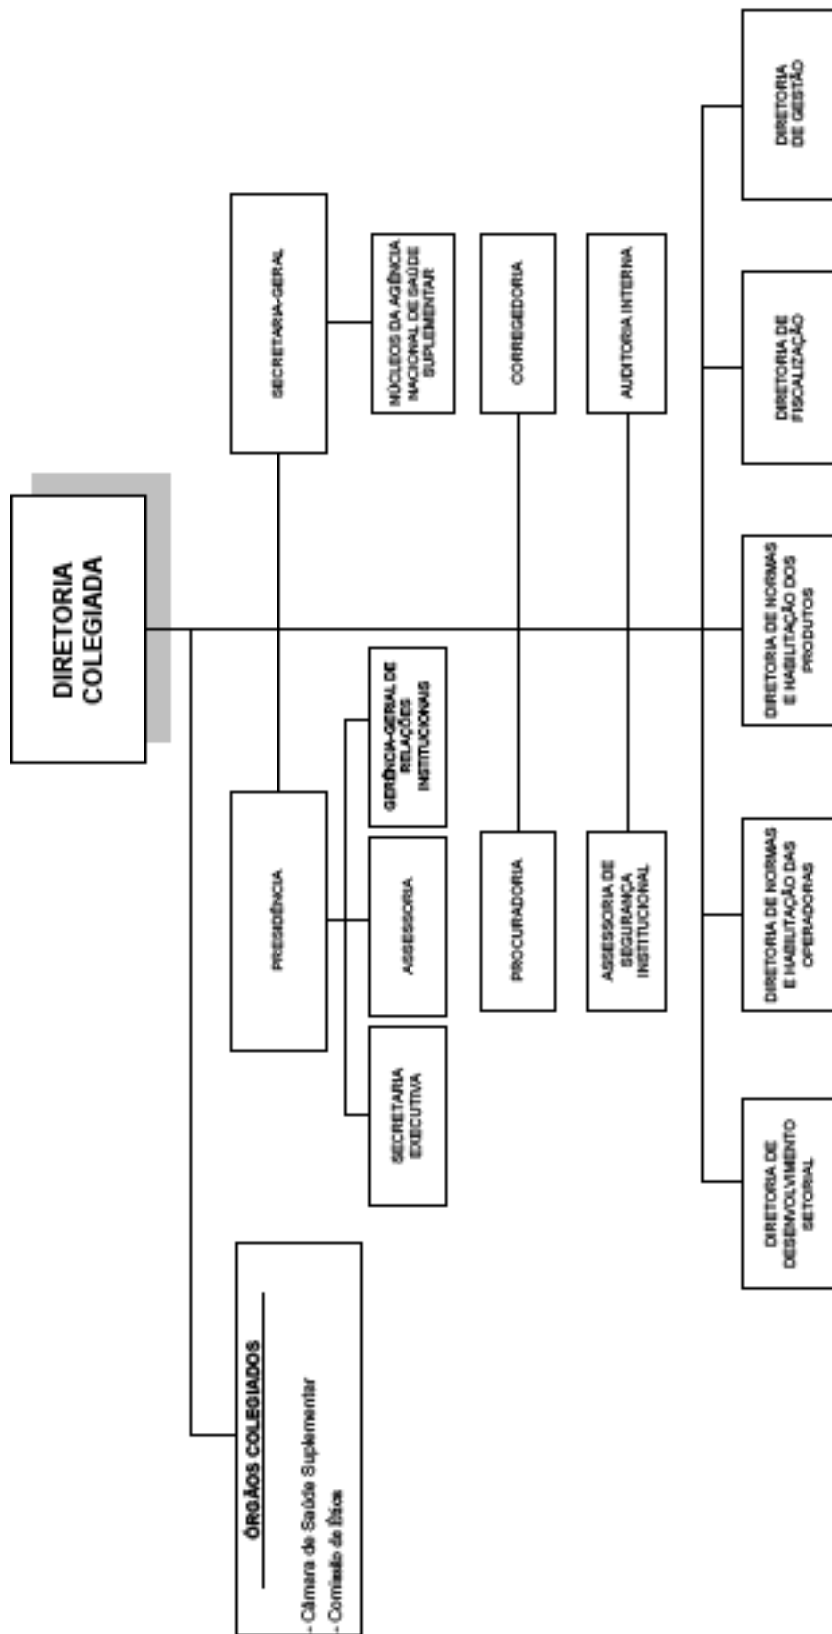 DIRETORIA
COLEGIADA
ÓRGÃOS COLEGIADOS
- Câmara de Saúde Suplementar
- Comissão de Ética
PRESIDÊNCIA
SECRETARIA-GERAL
SECRETARIA
EXECUTIVA
ASSESSORIA
GERÊNCIA-GERIAL DE
RELAÇÕES
INSTITUCIONAIS
NÚCLEOS DA AGÊNCIA
NACIONAL DE SAÚDE
SUPLEMENTAR
PROCURADORIA
CORREGEDORIA
ASSESSORIA DE
SEGURANÇA
INSTITUCIONAL
AUDITORIA INTERNA
DIRETORIA DE
DESENVOLVIMENTO
SETORIAL
DIRETORIA DE NORMAS
E HABILITAÇÃO DAS
OPERADORAS
DIRETORIA DE NORMAS
E HABILITAÇÃO DOS
PRODUTOS
DIRETORIA DE
FISCALIZAÇÃO
DIRETORIA
DE GESTÃO